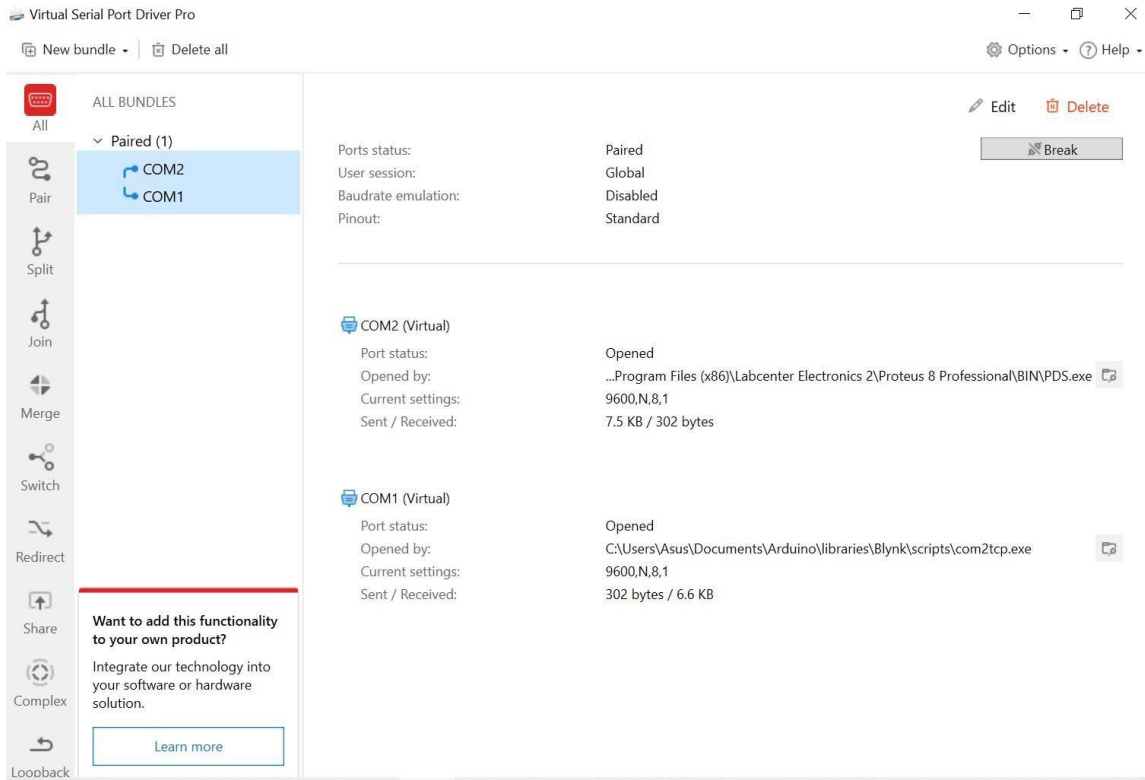 Virtual Serial Port Driver Pro
New bundle
Delete all
Options
Help
All
Pair
Split
Join
Merge
Switch
Redirect
Share
Complex
Loopback
ALL BUNDLES
Paired (1)
COM2
COM1
Want to add this functionality
to your own product?
Integrate our technology into
your software or hardware
solution.
Learn more
Edit
Delete
Ports status: Paired
Break
User session: Global
Baudrate emulation: Disabled
Pinout: Standard
COM2 (Virtual)
Port status: Opened
Opened by: ...Program Files (x86)\Labcenter Electronics 2\Proteus 8 Professional\BIN\PDS.exe
Current settings: 9600,N,8,1
Sent / Received: 7.5 KB / 302 bytes
COM1 (Virtual)
Port status: Opened
Opened by: C:\Users\Asus\Documents\Arduino\libraries\Blynk\scripts\com2tcp.exe
Current settings: 9600,N,8,1
Sent / Received: 302 bytes / 6.6 KB